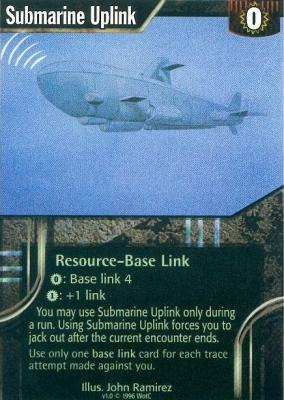 Submarine Uplink
0
Resource-Base Link
0: Base link 4
1: +1 link
You may use Submarine Uplink only during
a run. Using Submarine Uplink forces you to
jack out after the current encounter ends.
Use only one base link card for each trace
attempt made against you.
Illus. John Ramirez
v1.0 © 1996 WotC